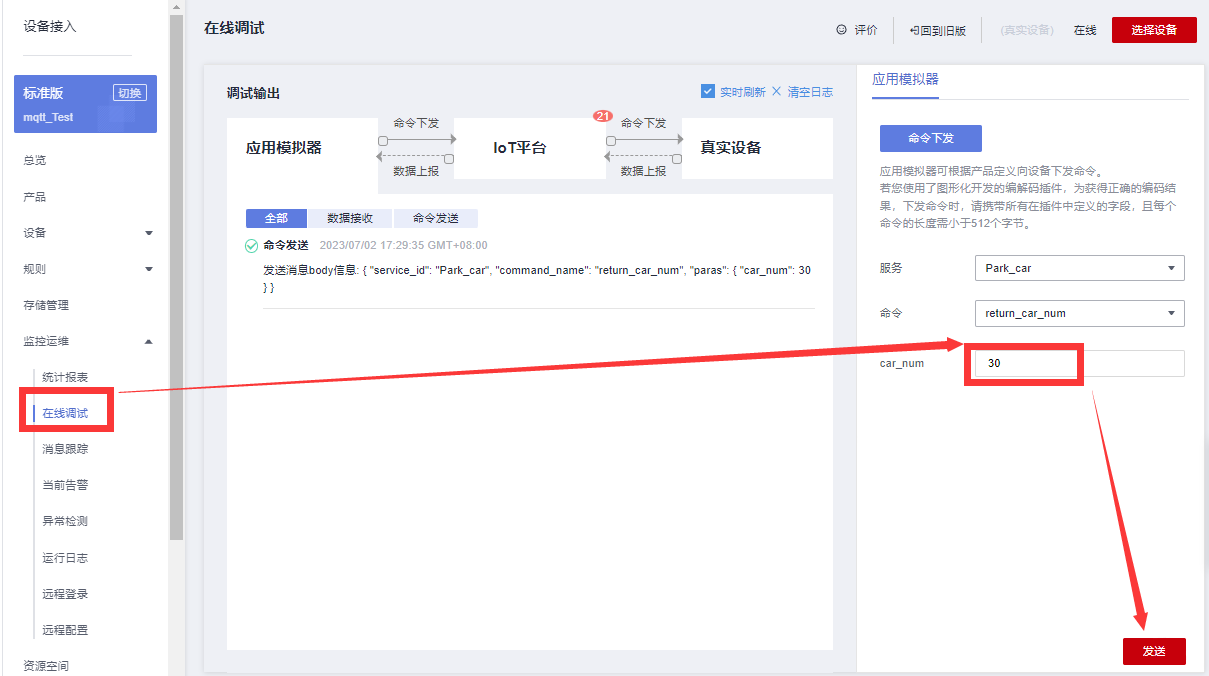 设备接入
标准版
切换
mqtt_Test
总览
产品
设备
规则
存储管理
监控运维
统计报表
在线调试
消息跟踪
当前告警
异常检测
运行日志
远程登录
远程配置
资源空间
在线调试
评价
回到旧版
(真实设备)
在线
选择设备
调试输出
实时刷新
清空日志
应用模拟器
命令下发
数据上报
IoT平台
21
命令下发
数据上报
真实设备
全部
数据接收
命令发送
命令发送 2023/07/02 17:29:35 GMT+08:00
发送消息body信息: { "service_id": "Park_car", "command_name": "return_car_num", "paras": { "car_num": 30
} }
应用模拟器
命令下发
应用模拟器可根据产品定义向设备下发命令。
若您使用了图形化开发的编解码插件，为获得正确的编码结
果，下发命令时，请携带所有在插件中定义的字段，且每个
命令的长度需小于512个字节。
服务
Park_car
命令
return_car_num
car_num
30
发送